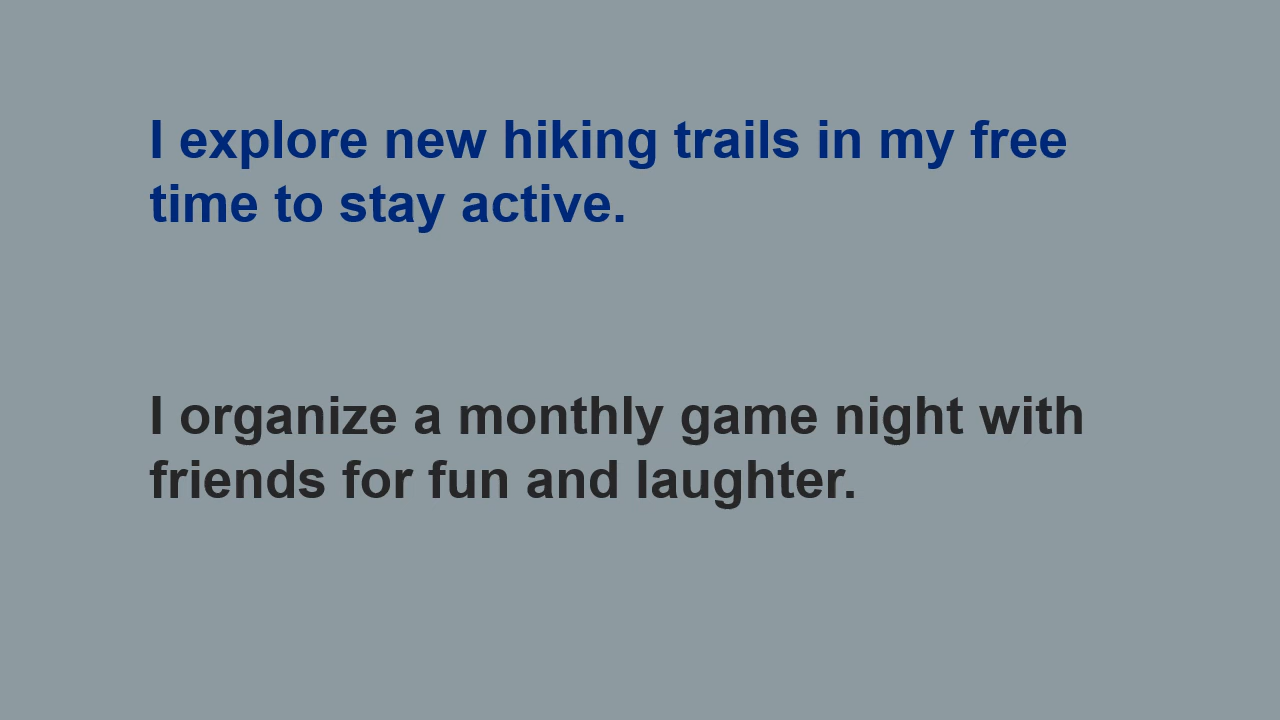 I explore new hiking trails in my free
time to stay active.
I organize a monthly game night with
friends for fun and laughter.